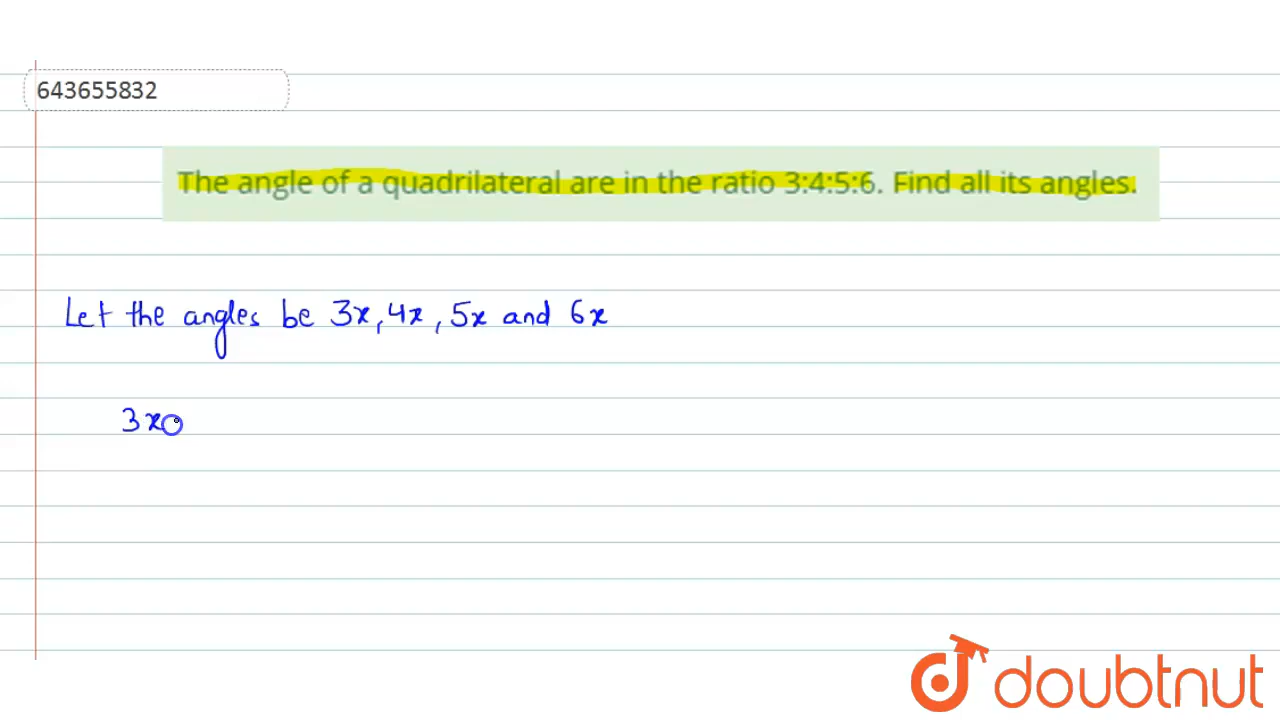 643655832
The angle of a quadrilateral are in the ratio 3:4:5:6. Find all its angles.
Let the angles be 3x, 4x, 5x and 6x
3x
doubtnut